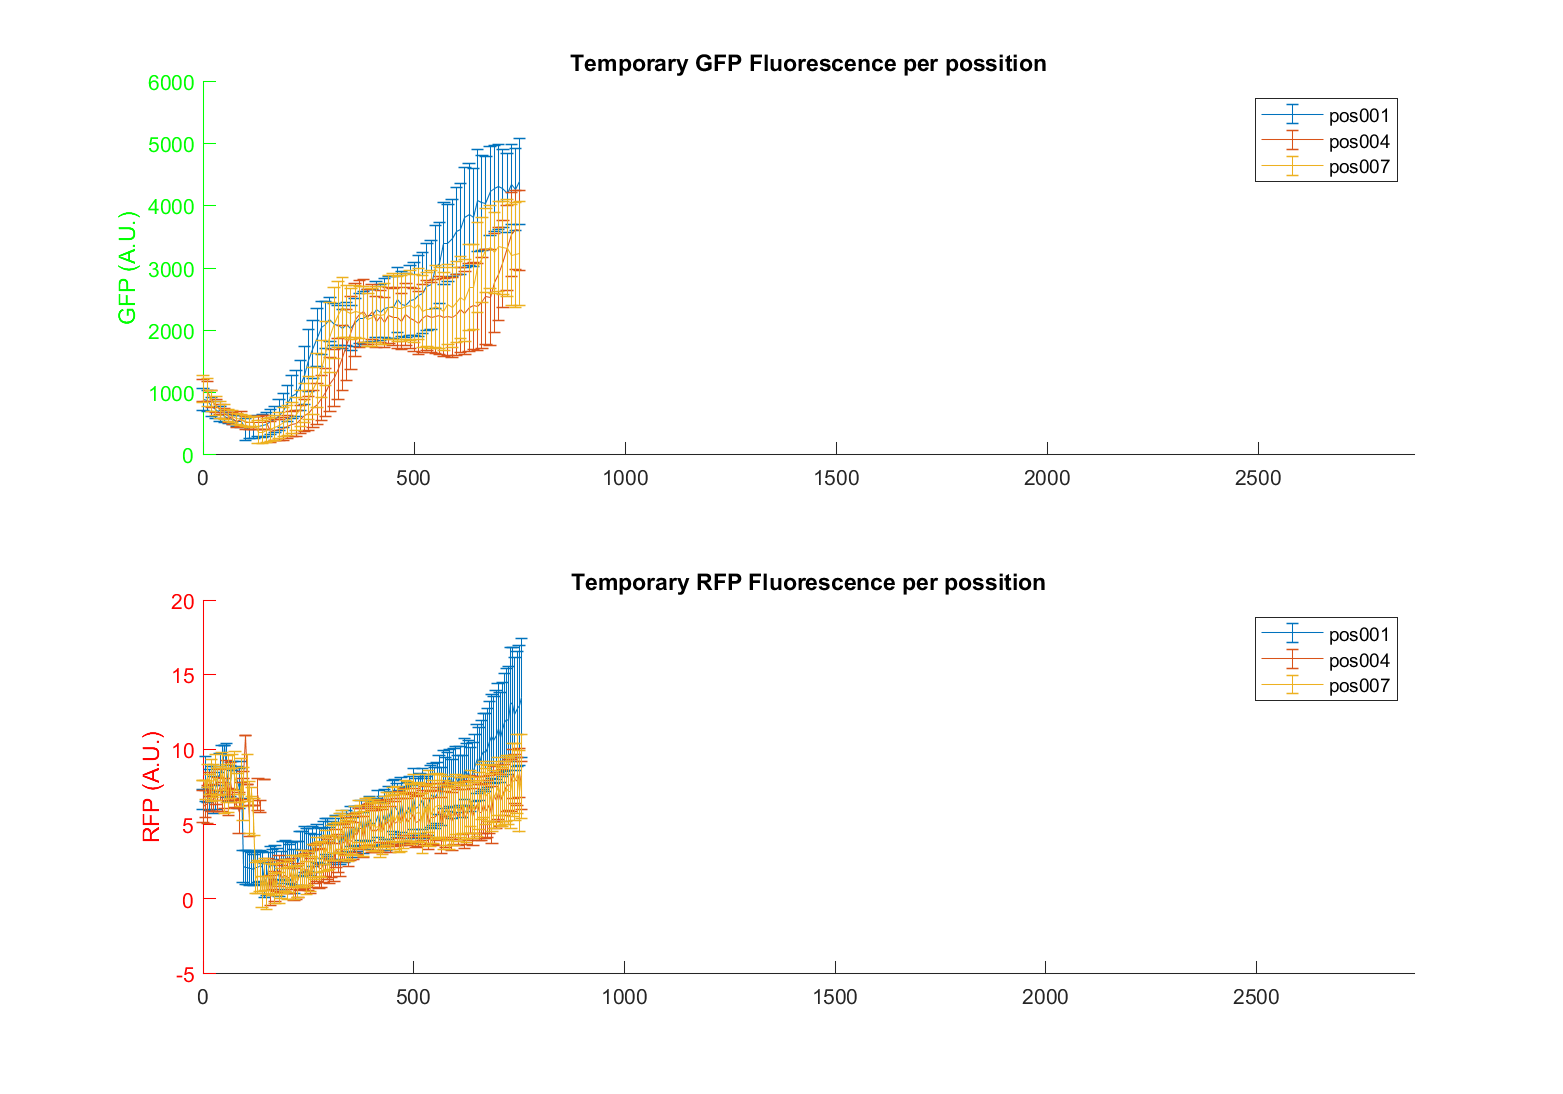 Temporary GFP Fluorescence per possition
6000
5000
4000
3000
2000
1000
0
GFP (A.U.)
pos001
pos004
pos007
0 500 1000 1500 2000 2500
Temporary RFP Fluorescence per possition
20
15
10
5
0
-5
RFP (A.U.)
pos001
pos004
pos007
0 500 1000 1500 2000 2500